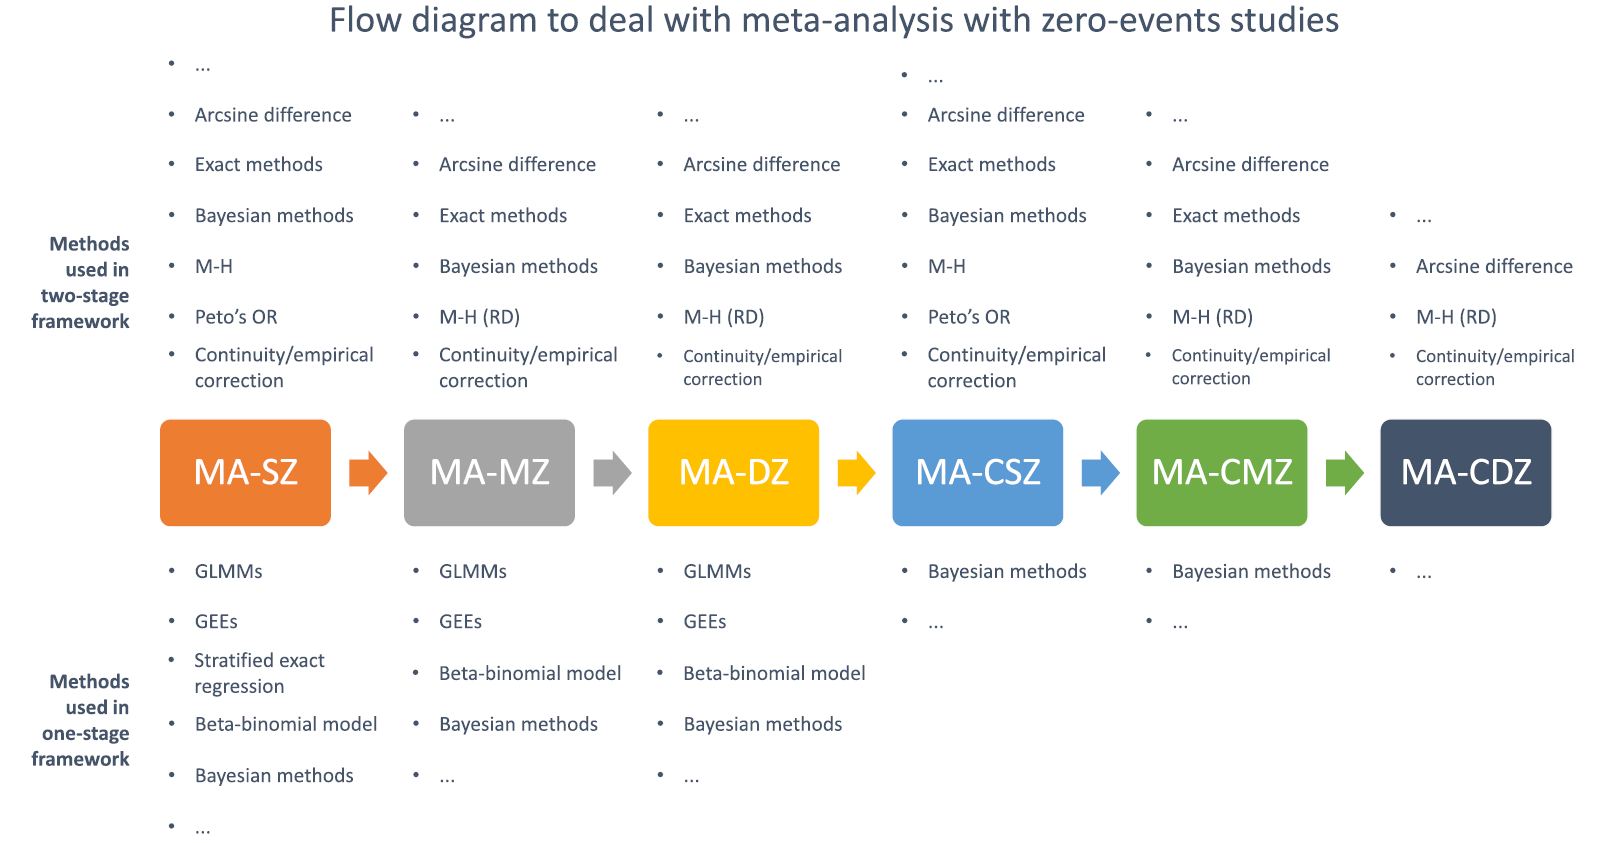 Flow diagram to deal with meta-analysis with zero-events studies
Methods
used in
two-stage
framework
• ...
• Arcsine difference
• Exact methods
• Bayesian methods
• M-H
• Peto’s OR
• Continuity/empirical
correction
• ...
• Arcsine difference
• Exact methods
• Bayesian methods
• M-H (RD)
• Continuity/empirical
correction
• ...
• Arcsine difference
• Exact methods
• Bayesian methods
• M-H (RD)
• Continuity/empirical
correction
• ...
• Arcsine difference
• Exact methods
• Bayesian methods
• M-H
• Peto’s OR
• Continuity/empirical
correction
• ...
• Arcsine difference
• Exact methods
• Bayesian methods
• M-H (RD)
• Continuity/empirical
correction
• ...
• Arcsine difference
• M-H (RD)
• Continuity/empirical
correction
MA-SZ
MA-MZ
MA-DZ
MA-CSZ
MA-CMZ
MA-CDZ
Methods
used in
one-stage
framework
• GLMMs
• GEEs
• Stratified exact
regression
• Beta-binomial model
• Bayesian methods
• ...
• GLMMs
• GEEs
• Beta-binomial model
• Bayesian methods
• ...
• GLMMs
• GEEs
• Beta-binomial model
• Bayesian methods
• ...
• Bayesian methods
• ...
• Bayesian methods
• ...
• ...